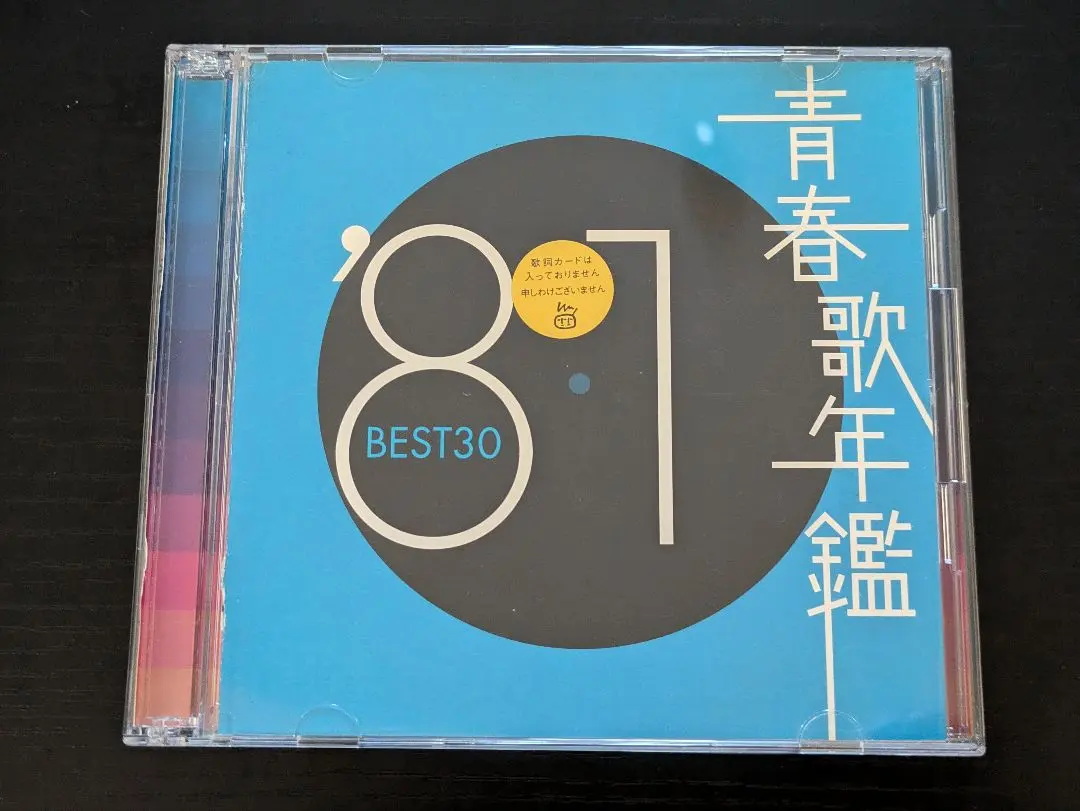 青春歌年鑑
'81
BEST30
歌詞カードは
入っておりません
申しわけございません